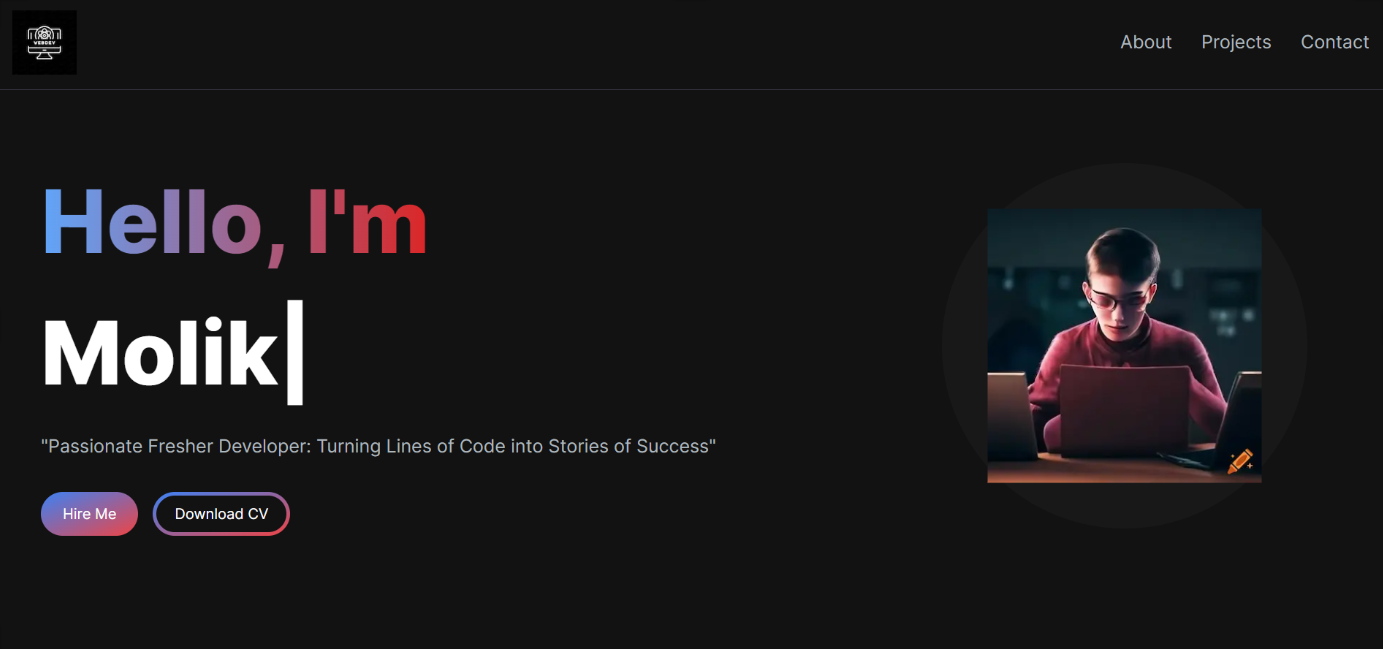 WEBDEV
About Projects Contact
Hello, I'm
Molik
"Passionate Fresher Developer: Turning Lines of Code into Stories of Success"
Hire Me Download CV